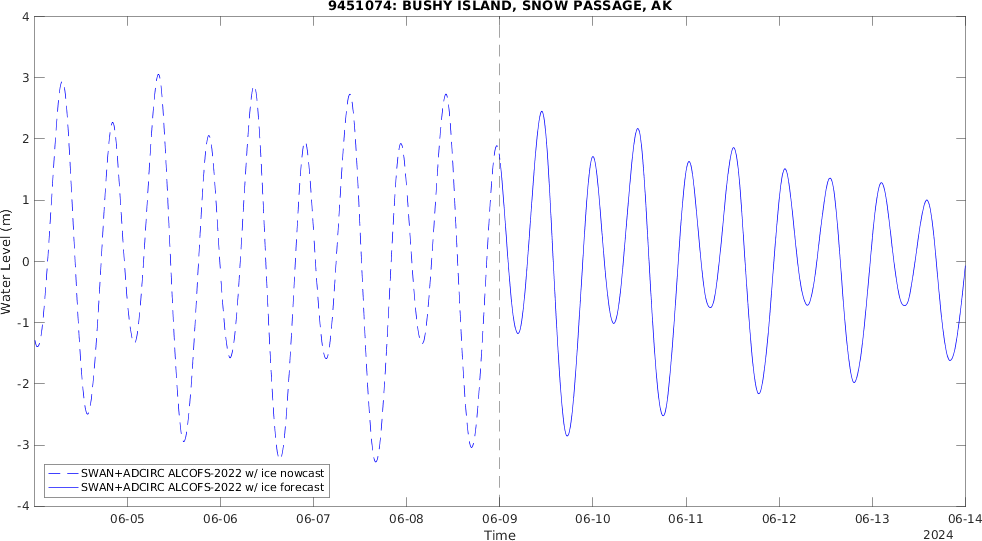 9451074: BUSHY ISLAND, SNOW PASSAGE, AK
4
3
2
1
0
-1
-2
-3
-4
Water Level (m)
SWAN+ADCIRC ALCOFS-2022 w/ ice nowcast
SWAN+ADCIRC ALCOFS-2022 w/ ice forecast
06-05 06-06 06-07 06-08 06-09 06-10 06-11 06-12 06-13 06-14
Time
2024